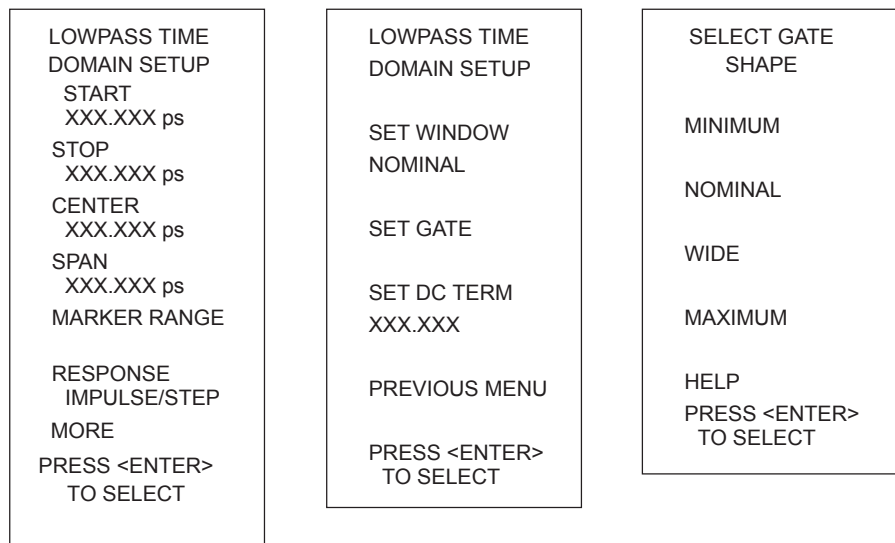 LOWPASS TIME
DOMAIN SETUP
START
XXX.XXX ps
STOP
XXX.XXX ps
CENTER
XXX.XXX ps
SPAN
XXX.XXX ps
MARKER RANGE
RESPONSE
IMPULSE/STEP
MORE
PRESS <ENTER>
TO SELECT
LOWPASS TIME
DOMAIN SETUP
SET WINDOW
NOMINAL
SET GATE
SET DC TERM
XXX.XXX
PREVIOUS MENU
PRESS <ENTER>
TO SELECT
SELECT GATE
SHAPE
MINIMUM
NOMINAL
WIDE
MAXIMUM
HELP
PRESS <ENTER>
TO SELECT